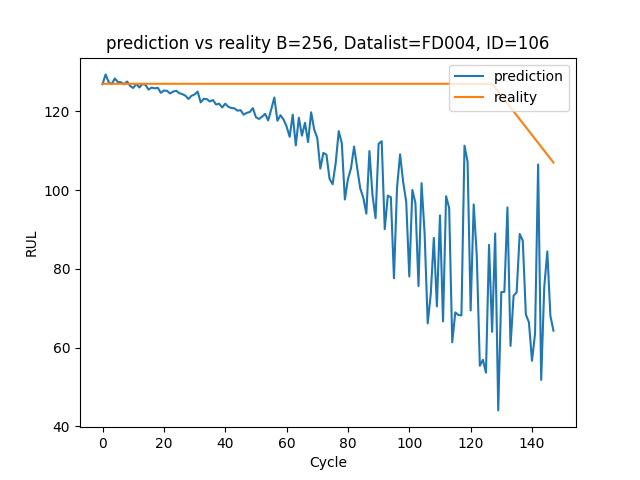 prediction vs reality B=256, Datalist=FD004, ID=106
prediction
reality
120
100
80
60
40
RUL
0 20 40 60 80 100 120 140
Cycle